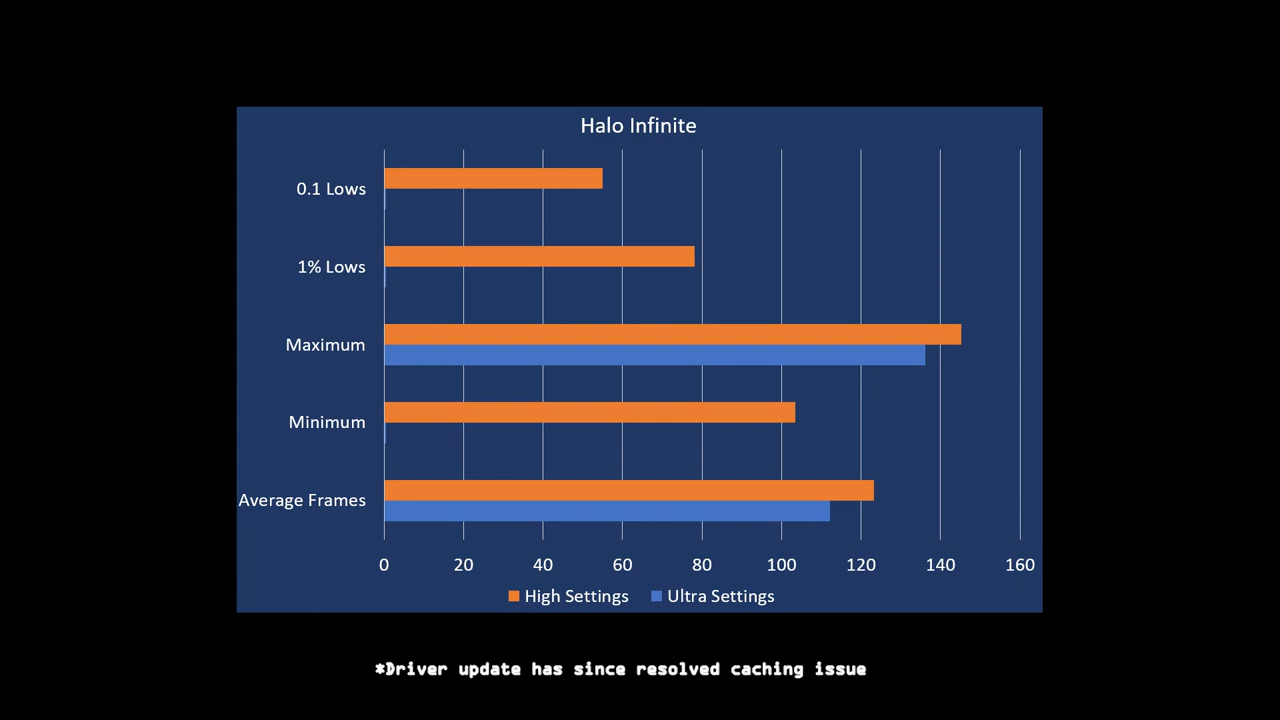 Halo Infinite
0.1 Lows
1% Lows
Maximum
Minimum
Average Frames
0 20 40 60 80 100 120 140 160
High Settings Ultra Settings
*Driver update has since resolved caching issue